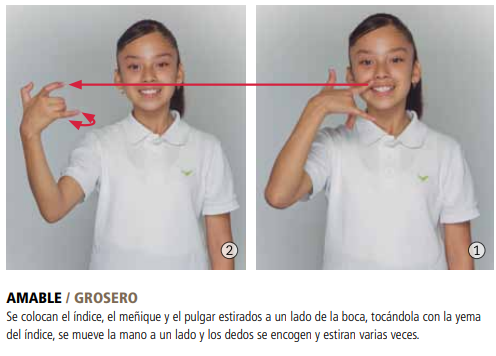 2
1
AMABLE / GROSERO
Se colocan el índice, el meñique y el pulgar estirados a un lado de la boca, tocándola con la yema
del índice, se mueve la mano a un lado y los dedos se encogen y estiran varias veces.